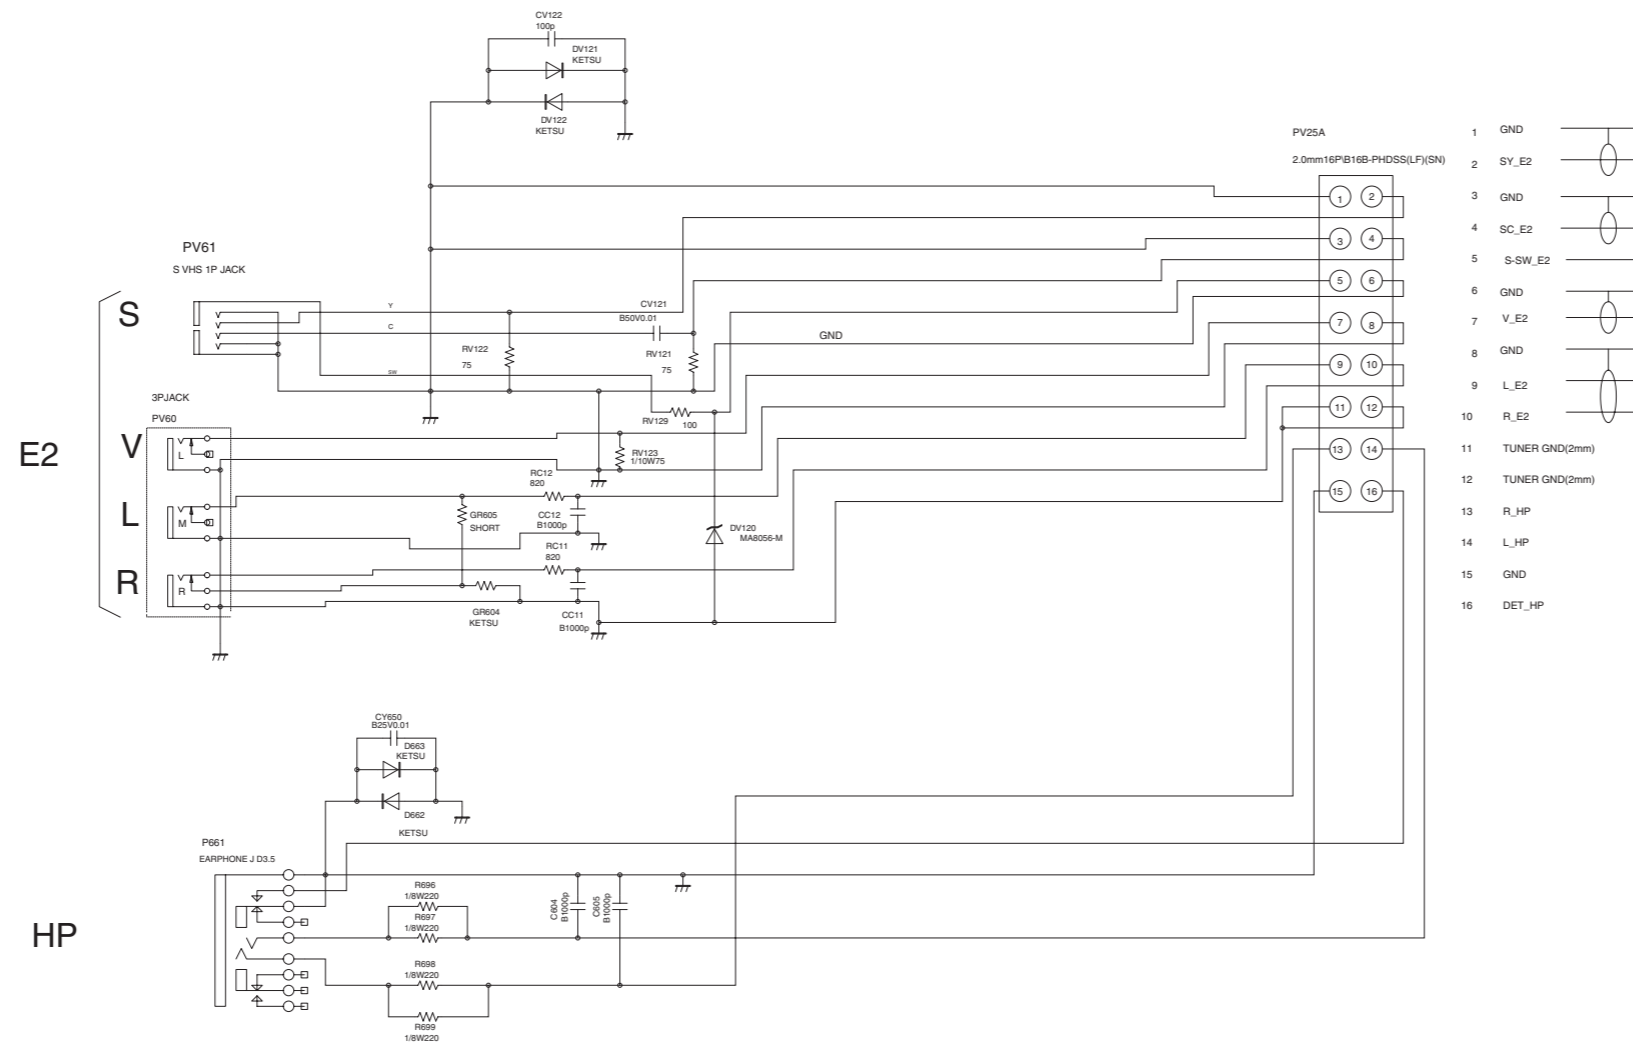 CV122
100p
DV121
KETSU
DV122
KETSU
PV25A
2.0mm16P\B16B-PHDSS(LF)(SN)
1 2
3 4
5 6
7 8
9 10
11 12
13 14
15 16
1 GND
2 SY_E2
3 GND
4 SC_E2
5 S-SW_E2
6 GND
7 V_E2
8 GND
9 L_E2
10 R_E2
11 TUNER GND(2mm)
12 TUNER GND(2mm)
13 R_HP
14 L_HP
15 GND
16 DET_HP
PV61
S VHS 1P JACK
S
Y
C
SW
CV121
B50V0.01
RV122
75
RV121
75
GND
RV129
100
E2
3PJACK
PV60
V
L
L
M
R
R
RV123
1/10W75
RC12
820
GR605
SHORT
CC12
B1000p
RC11
820
DV120
MA8056-M
GR604
KETSU
CC11
B1000p
CY650
B25V0.01
D663
KETSU
D662
KETSU
P661
EARPHONE J D3.5
HP
R696
1/8W220
R697
1/8W220
C604
B1000p
C605
B1000p
R698
1/8W220
R699
1/8W220